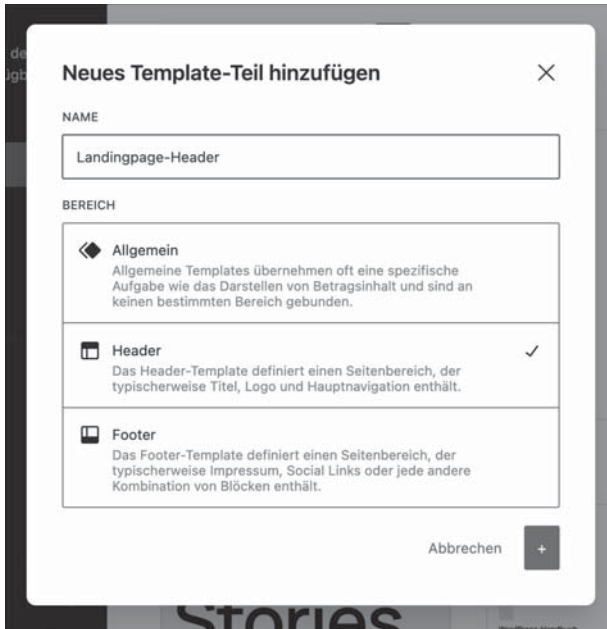 de
Neues Template-Teil hinzufügen
NAME
Landingpage-Header
BEREICH
Allgemein
Allgemeine Templates übernehmen oft eine spezifische
Aufgabe wie das Darstellen von Betragsinhalt und sind an
keinen bestimmten Bereich gebunden.
Header
Das Header-Template definiert einen Seitenbereich, der
typischerweise Titel, Logo und Hauptnavigation enthält.
Footer
Das Footer-Template definiert einen Seitenbereich, der
typischerweise Impressum, Social Links oder jede andere
Kombination von Blöcken enthält.
Abbrechen +
Stories